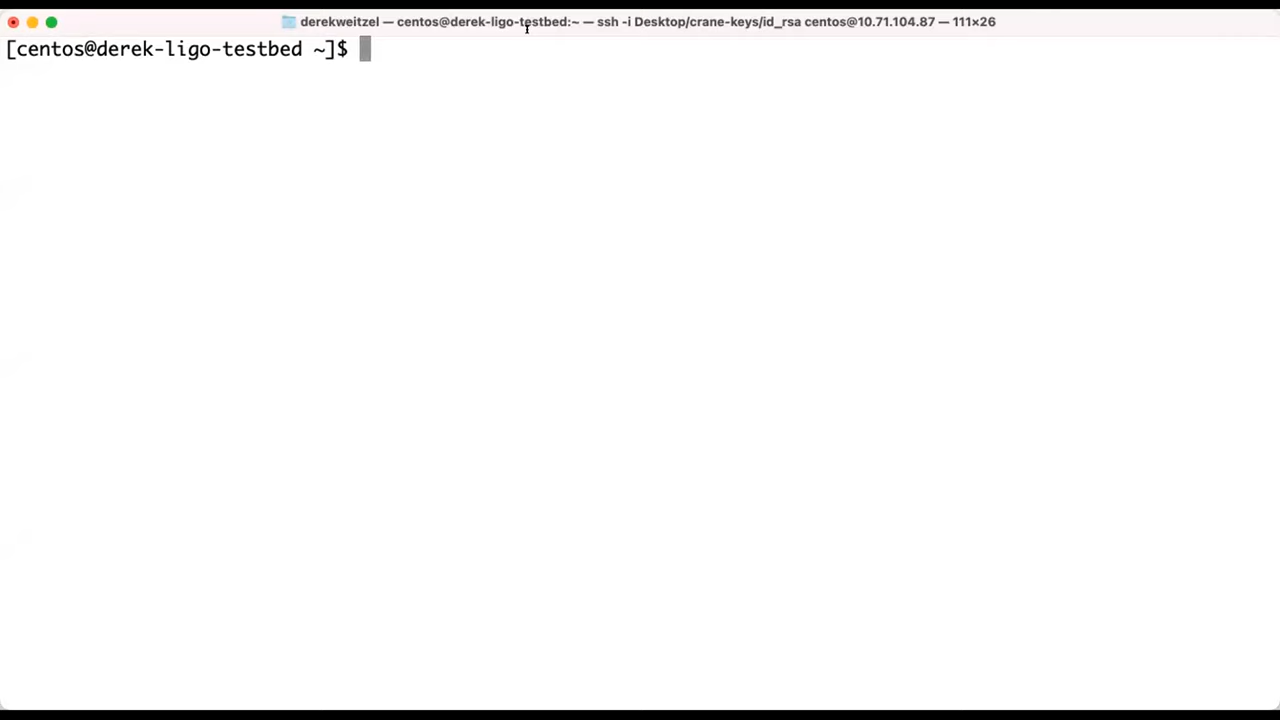 derekweitzel — centos@derek-ligo-testbed:~ — ssh -i Desktop/crane-keys/id_rsa centos@10.71.104.87 — 111×26
[centos@derek-ligo-testbed ~]$